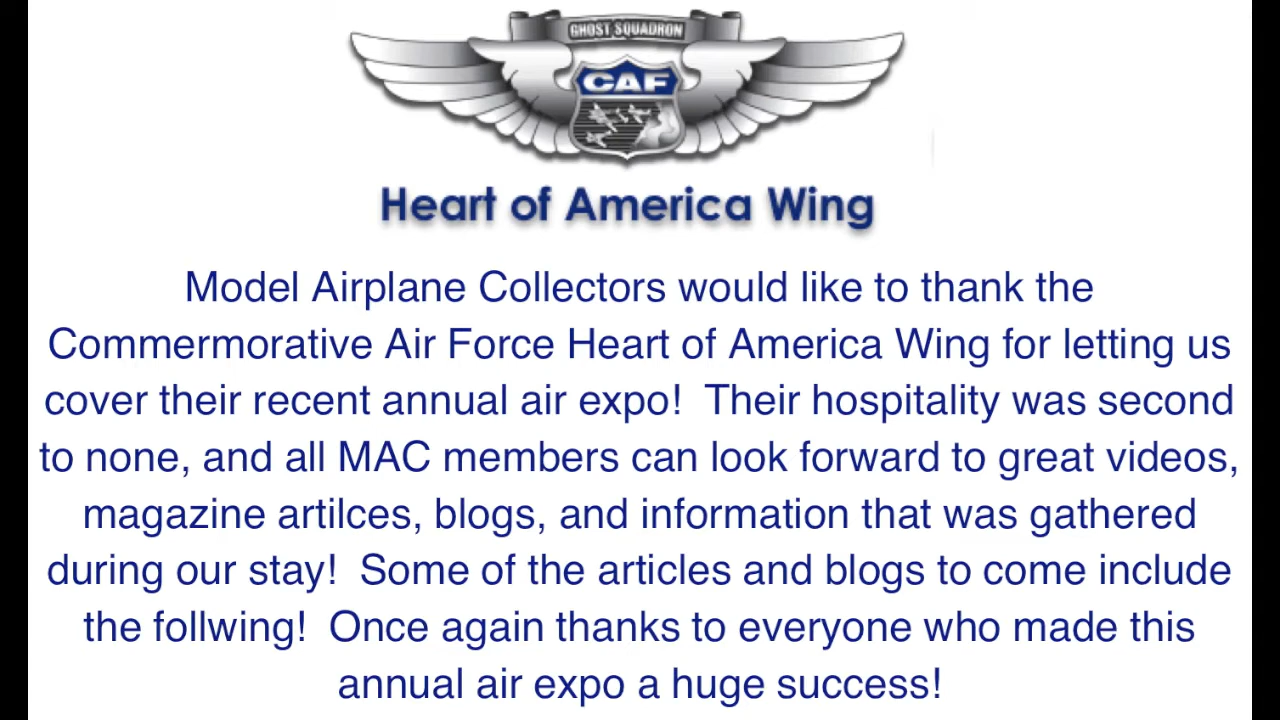 GHOST SQUADRON
CAF
Heart of America Wing
Model Airplane Collectors would like to thank the
Commermorative Air Force Heart of America Wing for letting us
cover their recent annual air expo!  Their hospitality was second
to none, and all MAC members can look forward to great videos,
magazine artilces, blogs, and information that was gathered
during our stay!  Some of the articles and blogs to come include
the follwing!  Once again thanks to everyone who made this
annual air expo a huge success!